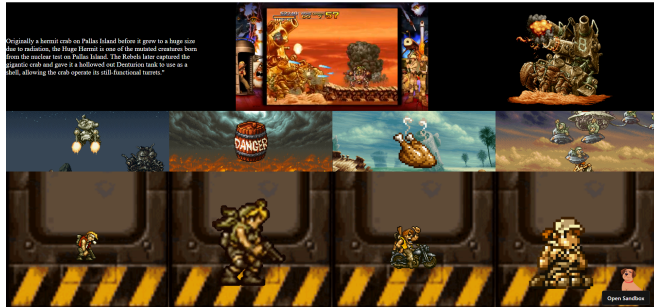 Originally a hermit crab on Pallas Island before it grew to a huge size
due to radiation, the Huge Hermit is one of the mutated creatures born
from the nuclear test on Pallas Island. The Rebels later captured the
gigantic crab and gave it a hollowed out Denturion tank to use as a
shell, allowing the crab operate its still-functional turrets."
DANGER
Open Sandbox